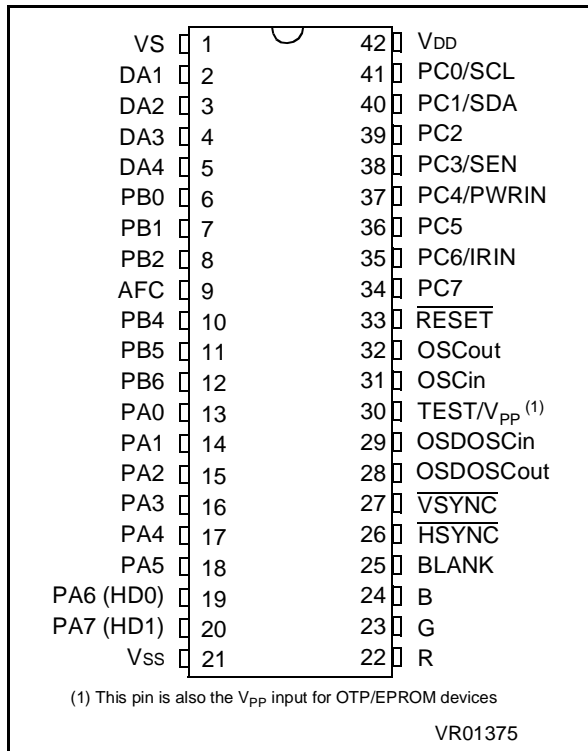 VS 1 42 VDD
DA1 2 41 PC0/SCL
DA2 3 40 PC1/SDA
DA3 4 39 PC2
DA4 5 38 PC3/SEN
PB0 6 37 PC4/PWRIN
PB1 7 36 PC5
PB2 8 35 PC6/IRIN
AFC 9 34 PC7
PB4 10 33 RESET
PB5 11 32 OSCout
PB6 12 31 OSCin
PA0 13 30 TEST/VPP (1)
PA1 14 29 OSDOSCin
PA2 15 28 OSDOSCout
PA3 16 27 VSYNC
PA4 17 26 HSYNC
PA5 18 25 BLANK
PA6 (HD0) 19 24 B
PA7 (HD1) 20 23 G
VSS 21 22 R
(1) This pin is also the VPP input for OTP/EPROM devices
VR01375